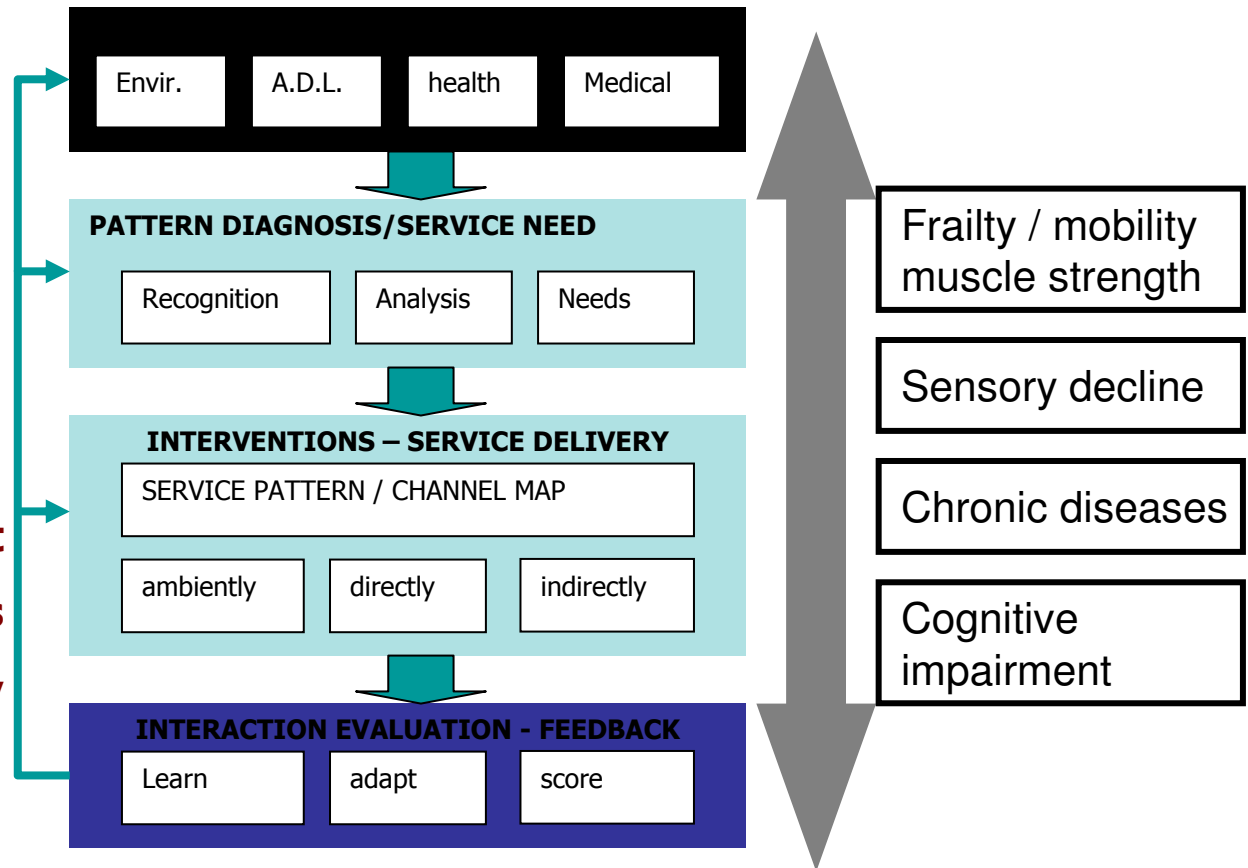 Envir.
A.D.L.
health
Medical
PATTERN DIAGNOSIS/SERVICE NEED
Recognition
Analysis
Needs
INTERVENTIONS – SERVICE DELIVERY
SERVICE PATTERN / CHANNEL MAP
ambiently
directly
indirectly
INTERACTION EVALUATION - FEEDBACK
Learn
adapt
score
Frailty / mobility
muscle strength
Sensory decline
Chronic diseases
Cognitive
impairment